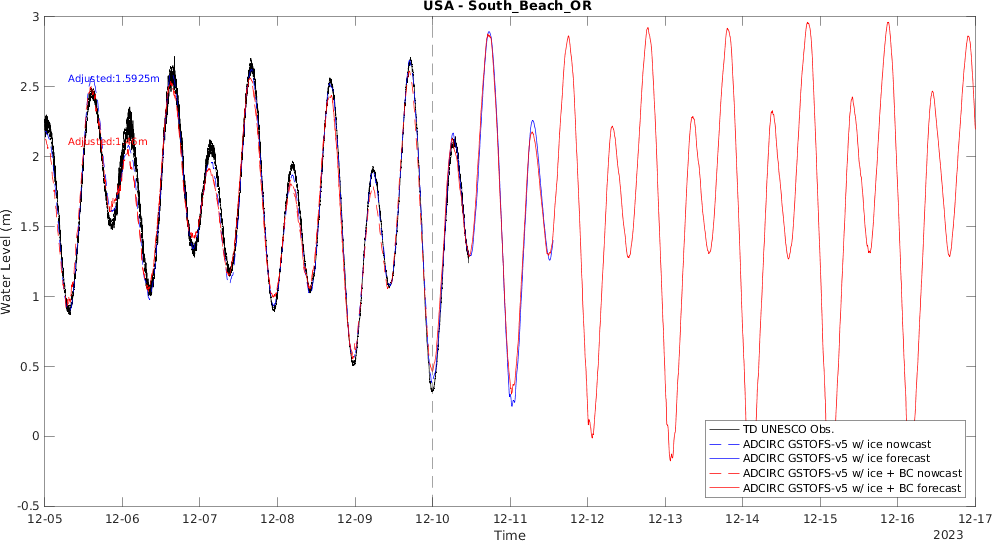 USA - South_Beach_OR
3
2.5
2
1.5
1
0.5
0
-0.5
Water Level (m)
Adjusted:1.5925m
TD UNESCO Obs.
ADCIRC GSTOFS-v5 w/ ice nowcast
ADCIRC GSTOFS-v5 w/ ice forecast
ADCIRC GSTOFS-v5 w/ ice + BC nowcast
ADCIRC GSTOFS-v5 w/ ice + BC forecast
12-05 12-06 12-07 12-08 12-09 12-10 12-11 12-12 12-13 12-14 12-15 12-16 12-17
Time
2023